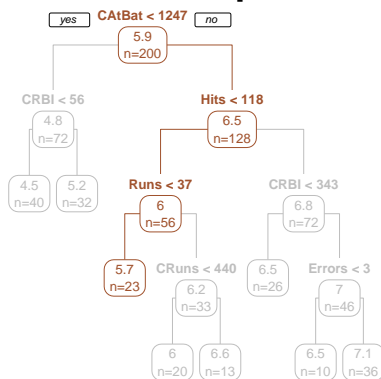 yes CAtBat < 1247 no
5.9
n=200
CRBI < 56
Hits < 118
4.8
n=72
6.5
n=128
4.5
n=40
5.2
n=32
Runs < 37
CRBI < 343
6
n=56
6.8
n=72
5.7
n=23
CRuns < 440
6.5
n=26
Errors < 3
6.2
n=33
7
n=46
6
n=20
6.6
n=13
6.5
n=10
7.1
n=36